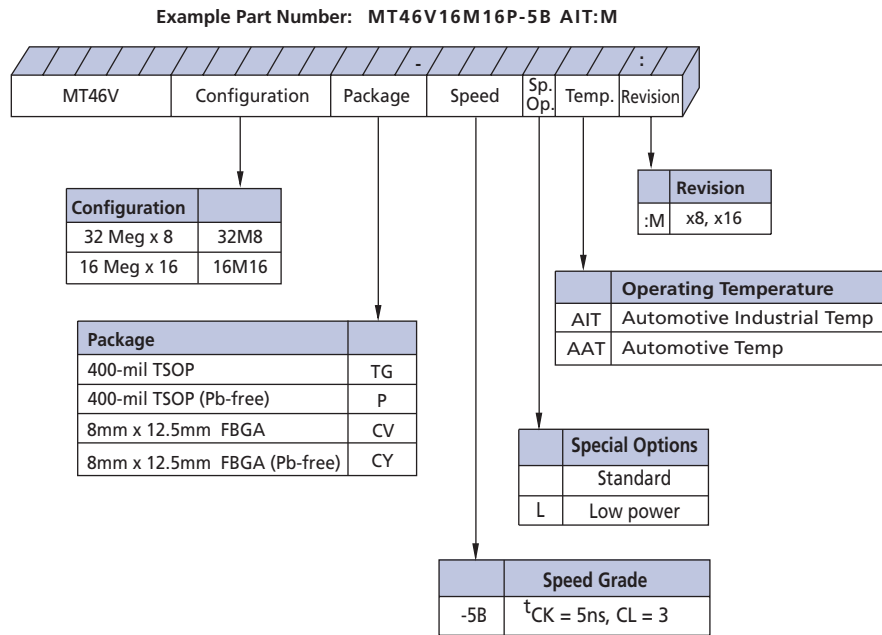 Example Part Number: MT46V16M16P-5B AIT:M
- :
MT46V Configuration Package Speed Sp. Op. Temp. Revision
Configuration
32 Meg x 8 32M8
16 Meg x 16 16M16
Revision
:M x8, x16
Operating Temperature
AIT Automotive Industrial Temp
AAT Automotive Temp
Package
400-mil TSOP TG
400-mil TSOP (Pb-free) P
8mm x 12.5mm FBGA CV
8mm x 12.5mm FBGA (Pb-free) CY
Special Options
Standard
L Low power
Speed Grade
-5B tCK = 5ns, CL = 3